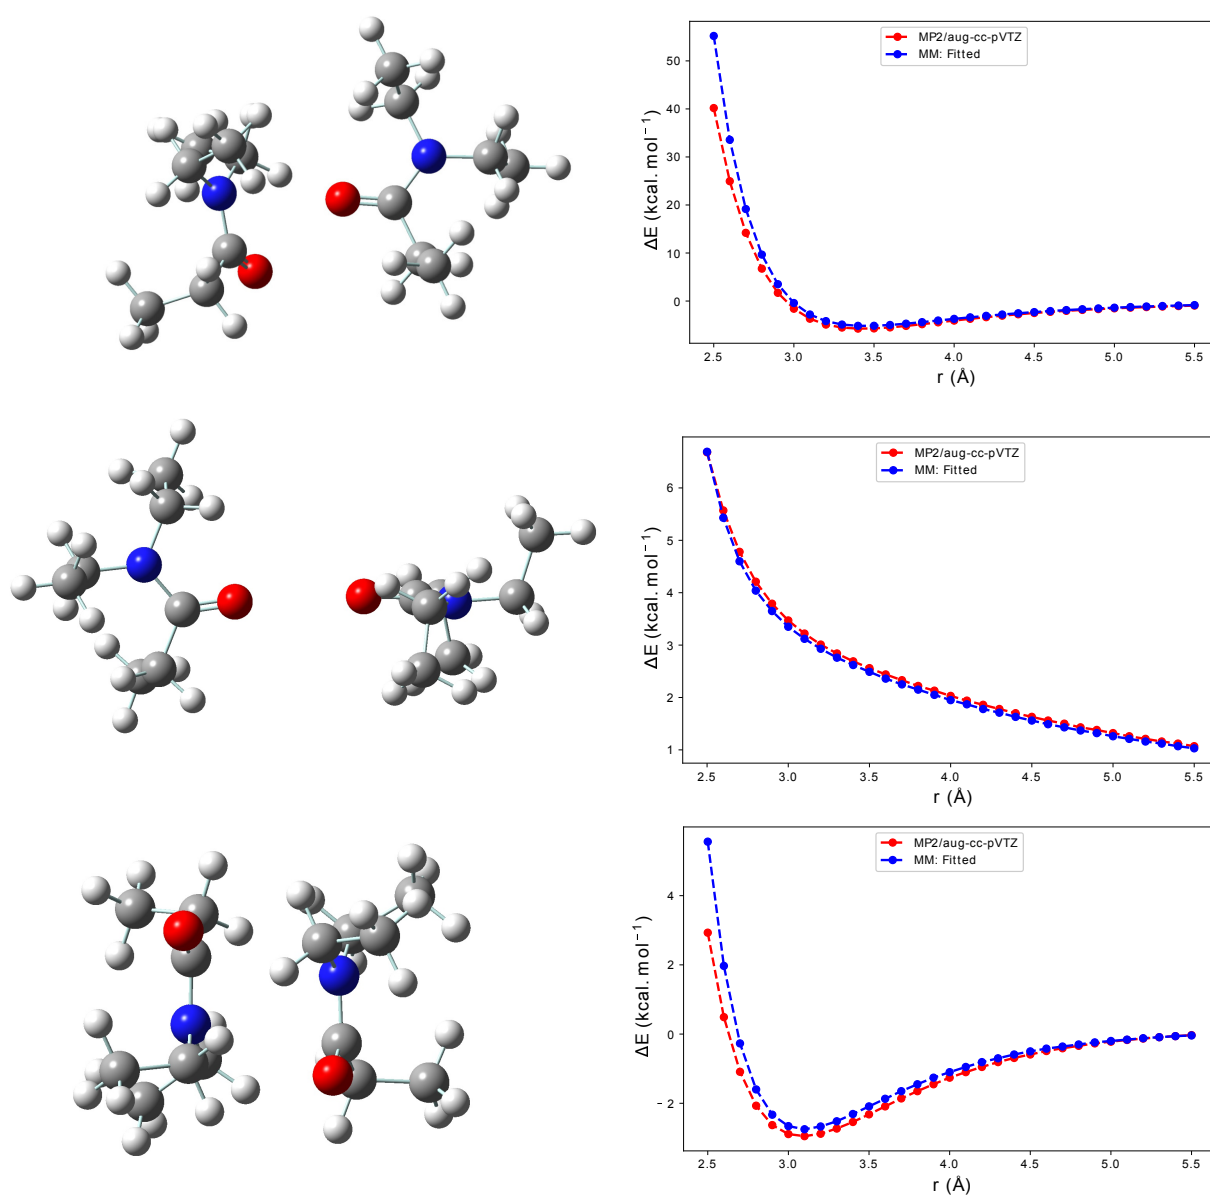 MP2/aug-cc-pVTZ
MM: Fitted
ΔE (kcal. mol⁻¹)
50
40
30
20
10
0
2.5 3.0 3.5 4.0 4.5 5.0 5.5
r (Å)
MP2/aug-cc-pVTZ
MM: Fitted
ΔE (kcal. mol⁻¹)
6
5
4
3
2
1
2.5 3.0 3.5 4.0 4.5 5.0 5.5
r (Å)
MP2/aug-cc-pVTZ
MM: Fitted
ΔE (kcal. mol⁻¹)
4
2
0
−2
2.5 3.0 3.5 4.0 4.5 5.0 5.5
r (Å)